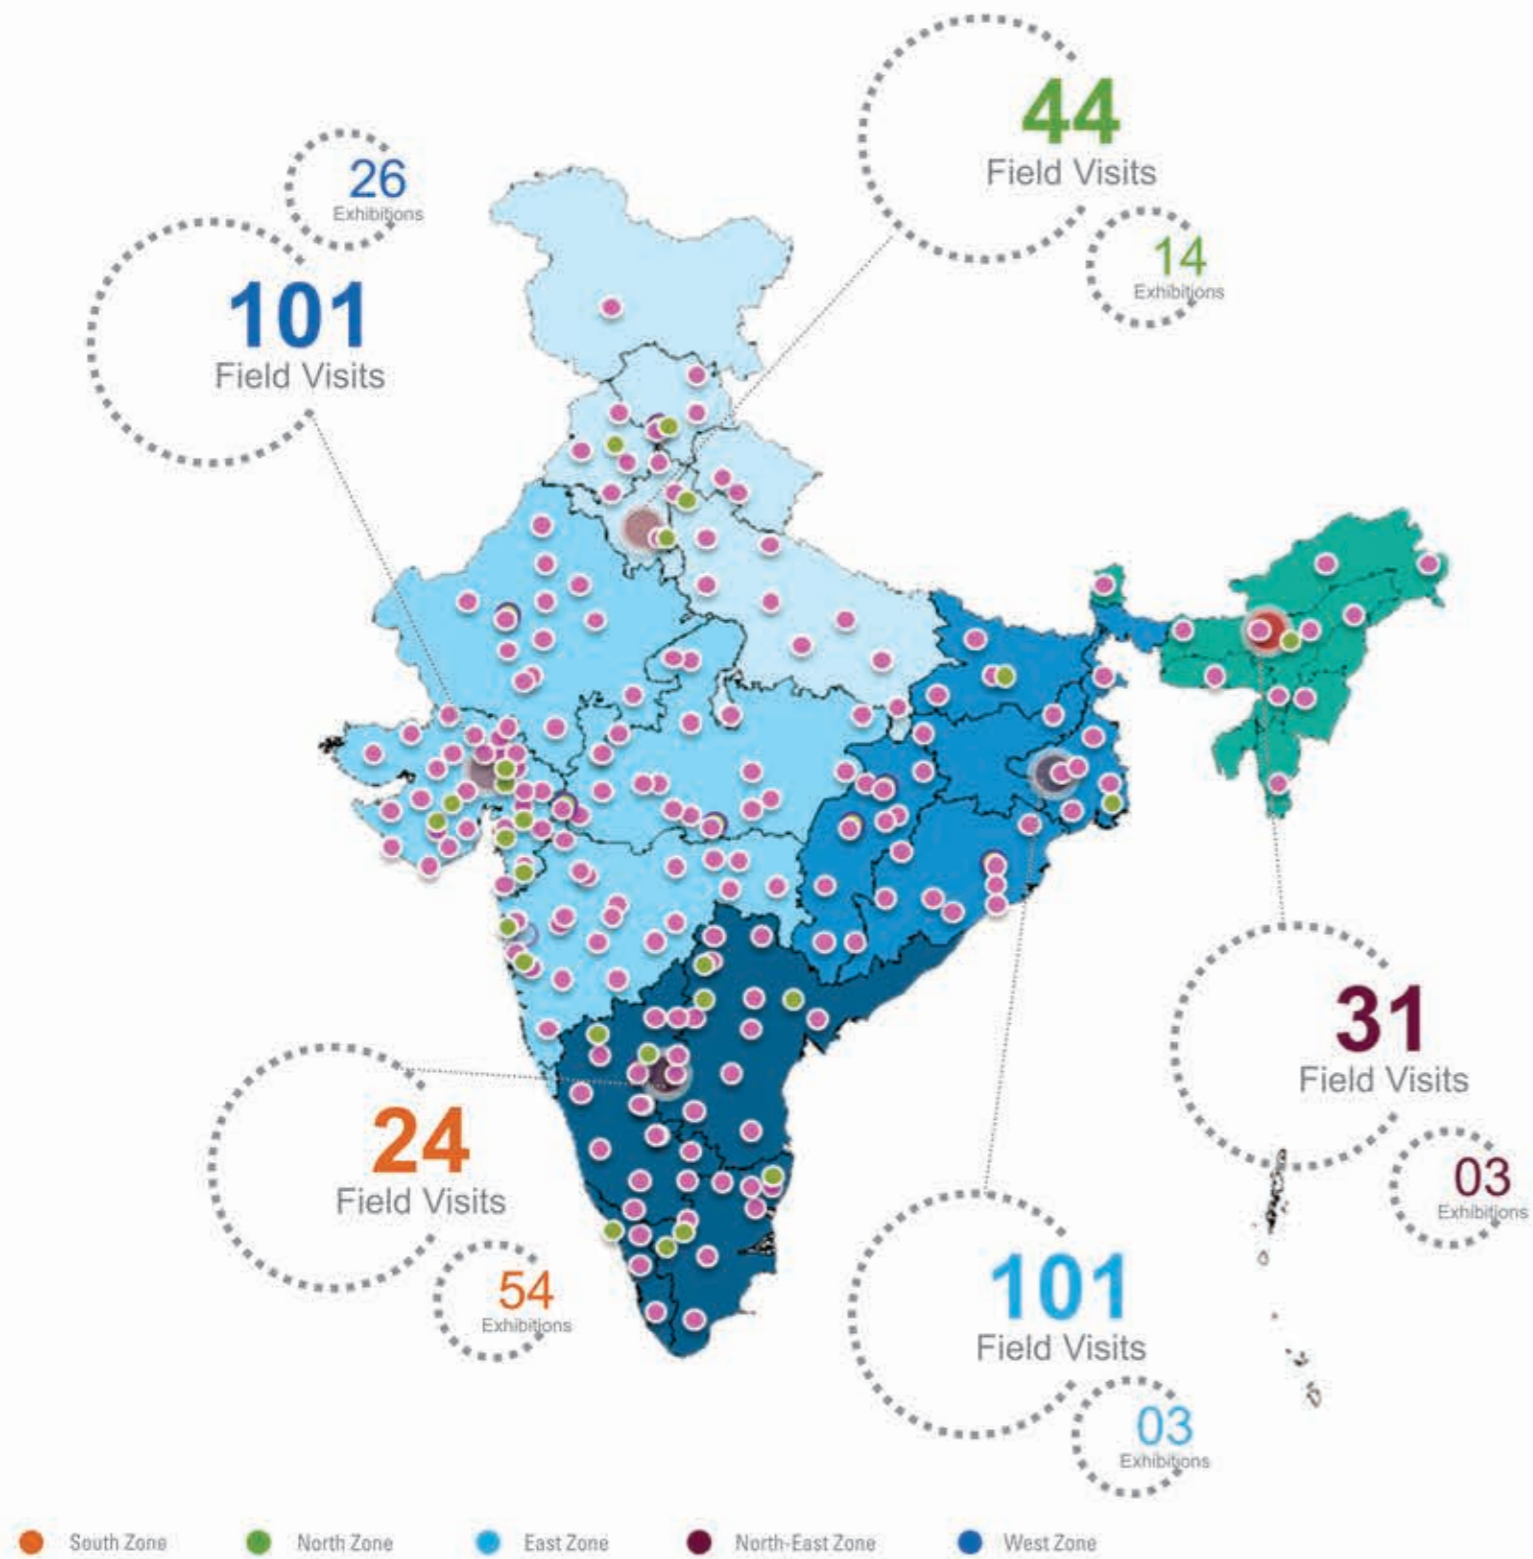 44
Field Visits
14
Exhibitions
26
Exhibitions
101
Field Visits
31
Field Visits
03
Exhibitions
24
Field Visits
54
Exhibitions
101
Field Visits
03
Exhibitions
South Zone
North Zone
East Zone
North-East Zone
West Zone